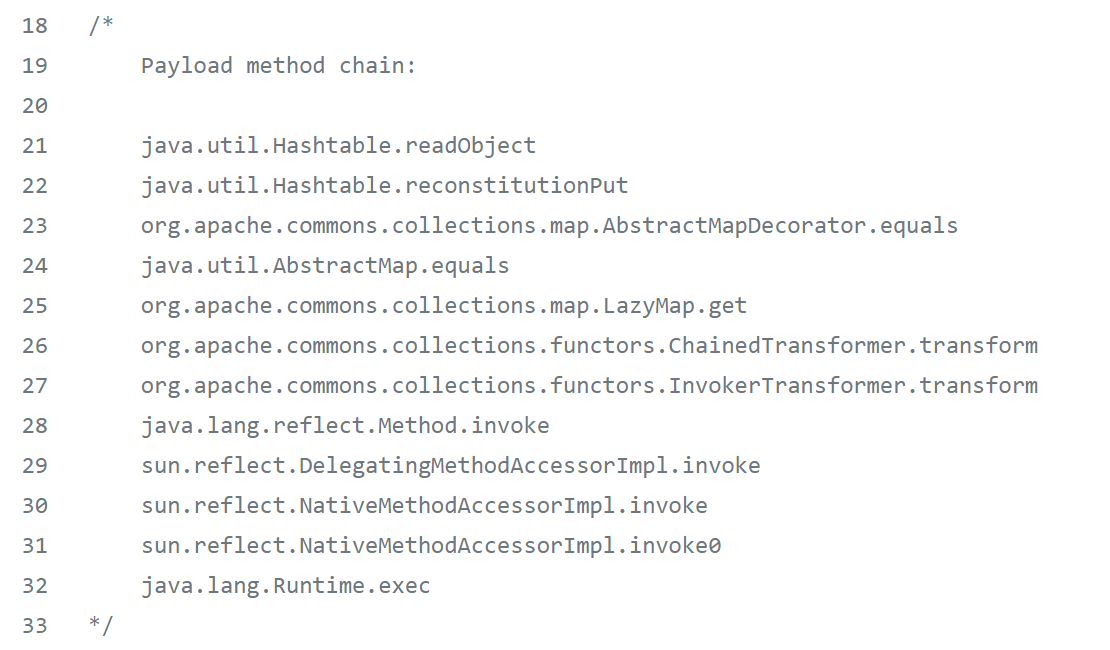 18 /*
19 Payload method chain:
20
21 java.util.Hashtable.readObject
22 java.util.Hashtable.reconstitutionPut
23 org.apache.commons.collections.map.AbstractMapDecorator.equals
24 java.util.AbstractMap.equals
25 org.apache.commons.collections.map.LazyMap.get
26 org.apache.commons.collections.functors.ChainedTransformer.transform
27 org.apache.commons.collections.functors.InvokerTransformer.transform
28 java.lang.reflect.Method.invoke
29 sun.reflect.DelegatingMethodAccessorImpl.invoke
30 sun.reflect.NativeMethodAccessorImpl.invoke
31 sun.reflect.NativeMethodAccessorImpl.invoke0
32 java.lang.Runtime.exec
33 */